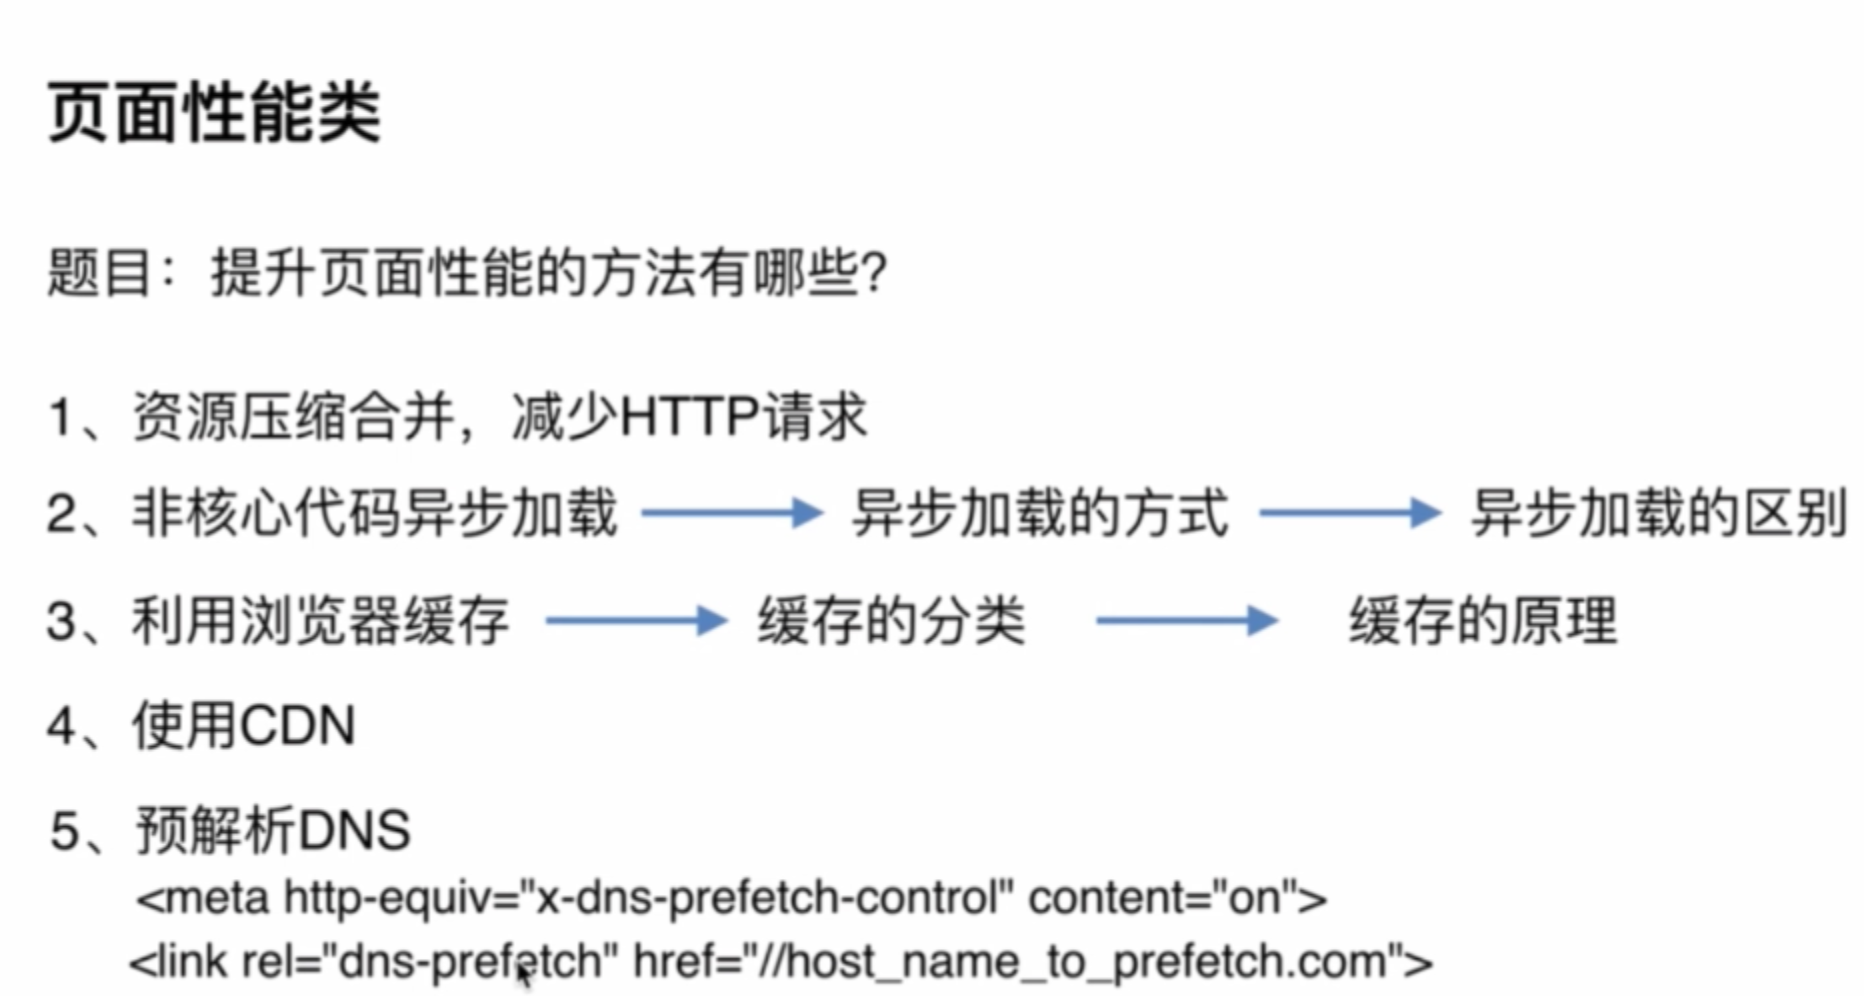 页面性能类
题目：提升页面性能的方法有哪些?
1、资源压缩合并，减少HTTP请求
2、非核心代码异步加载 异步加载的方式 异步加载的区别
3、利用浏览器缓存 缓存的分类 缓存的原理
4、使用CDN
5、预解析DNS
<meta http-equiv="x-dns-prefetch-control" content="on">
<link rel="dns-prefetch" href="//host_name_to_prefetch.com">